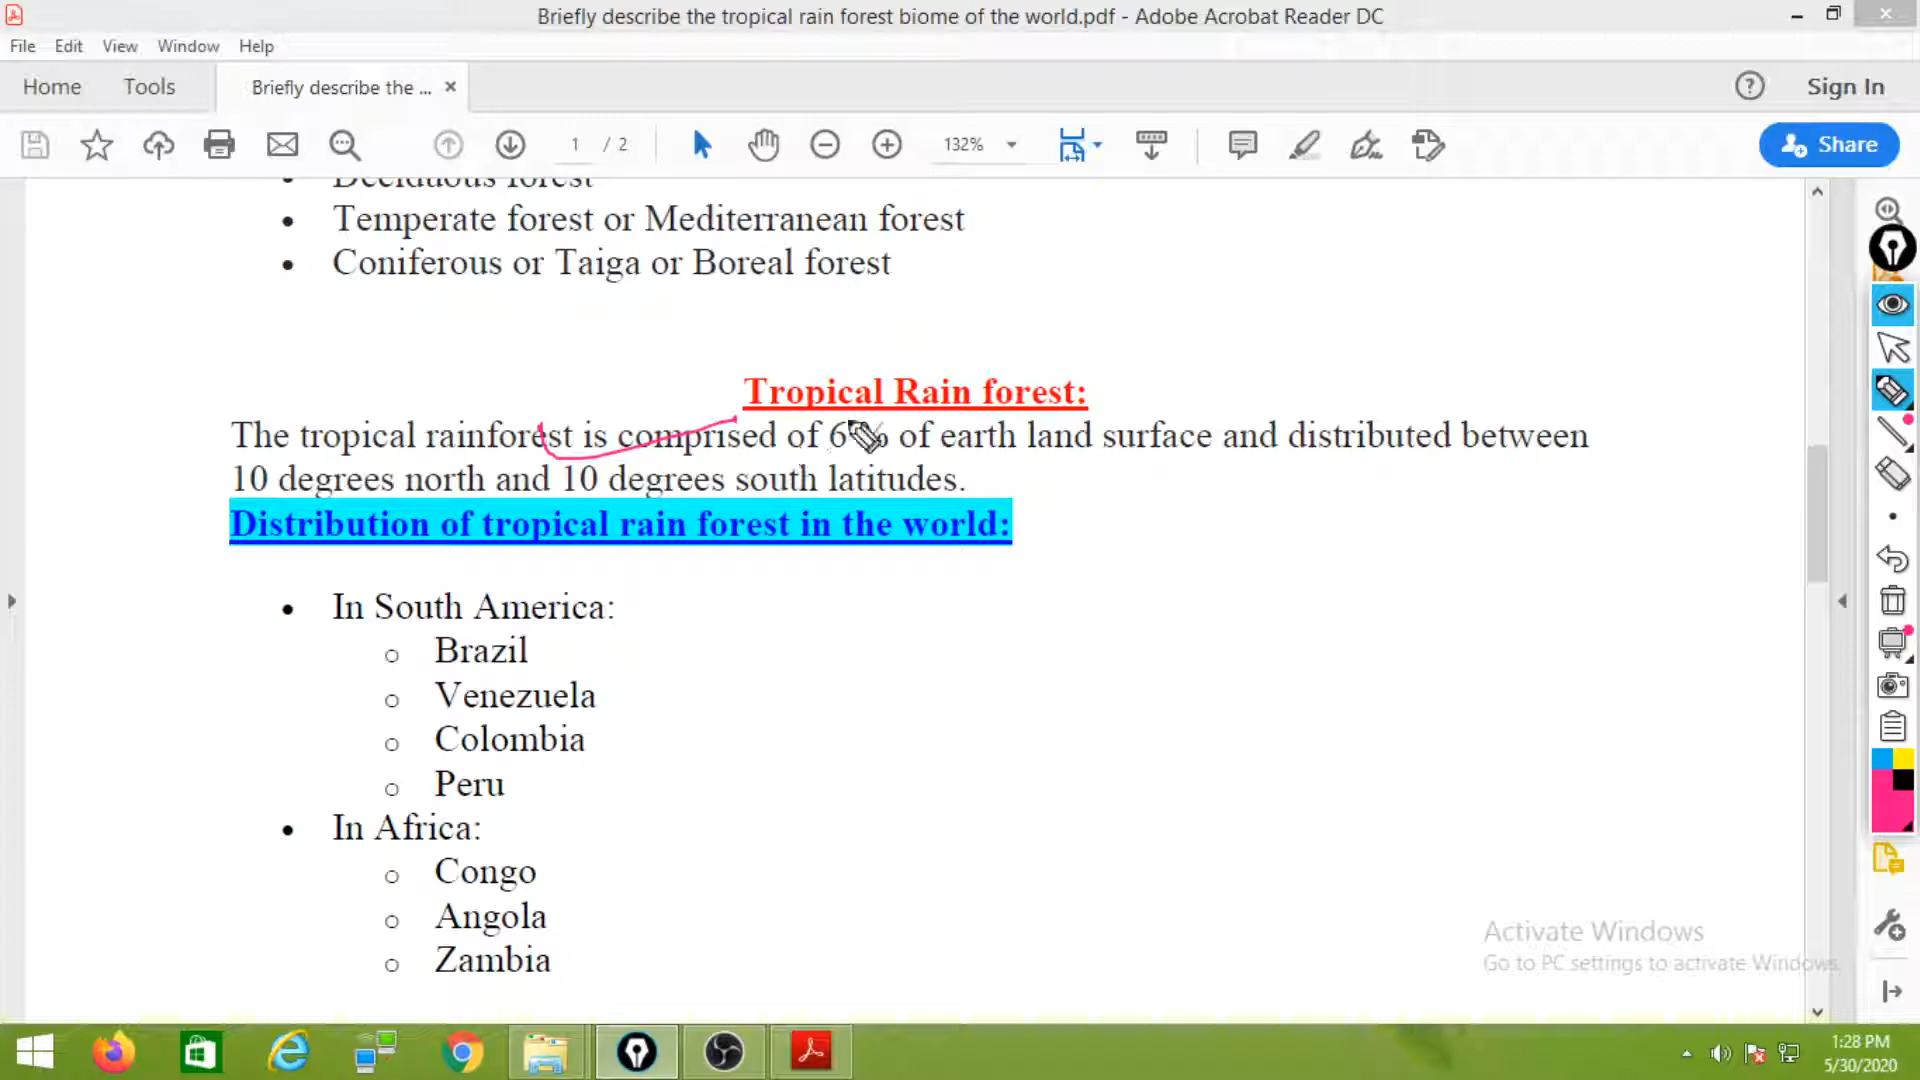 Briefly describe the tropical rain forest biome of the world.pdf - Adobe Acrobat Reader DC
File Edit View Window Help
Home Tools Briefly describe the ... × ? Sign In
1 / 2 132% Share
Deciduous forest
• Temperate forest or Mediterranean forest
• Coniferous or Taiga or Boreal forest
Tropical Rain forest:
The tropical rainforest is comprised of 6% of earth land surface and distributed between
10 degrees north and 10 degrees south latitudes.
Distribution of tropical rain forest in the world:
• In South America:
o Brazil
o Venezuela
o Colombia
o Peru
• In Africa:
o Congo
o Angola
o Zambia
Activate Windows
Go to PC settings to activate Windows.
1:28 PM
5/30/2020